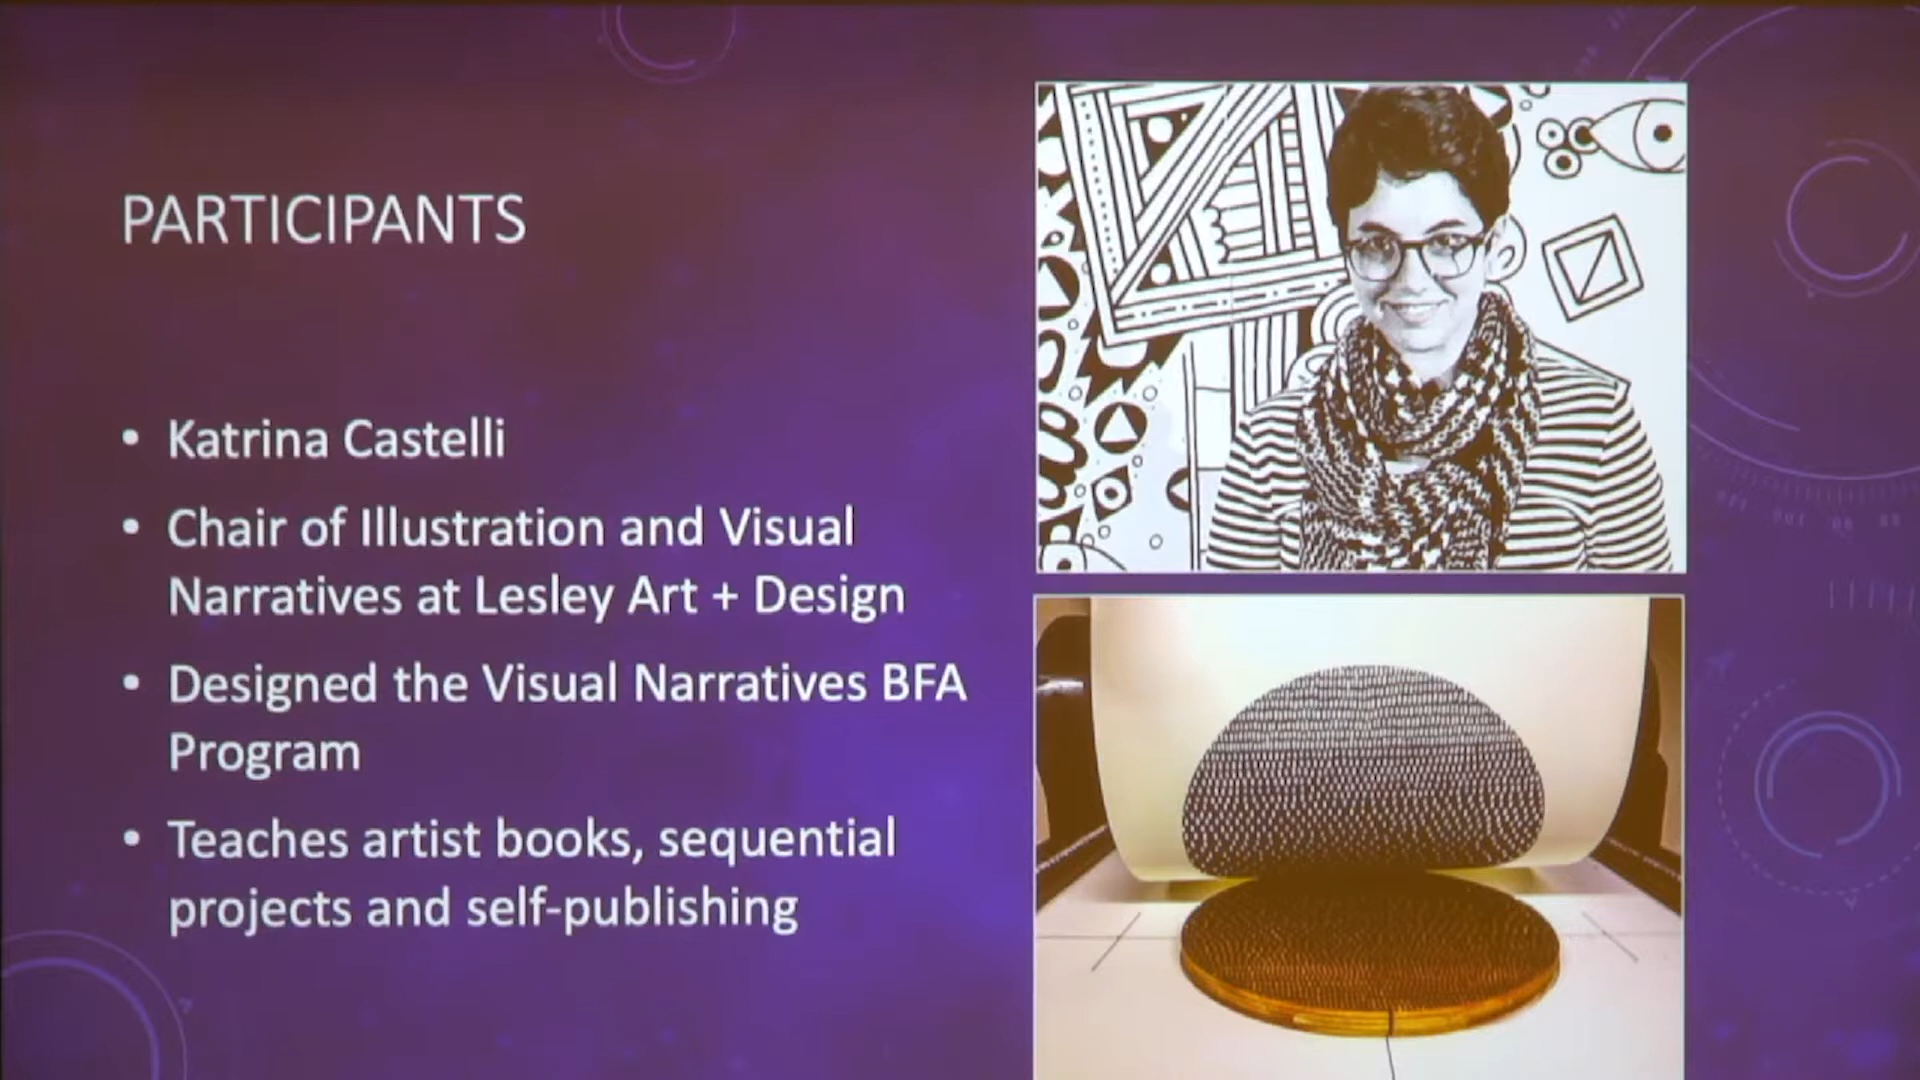 PARTICIPANTS
• Katrina Castelli
• Chair of Illustration and Visual
Narratives at Lesley Art + Design
• Designed the Visual Narratives BFA
Program
• Teaches artist books, sequential
projects and self-publishing